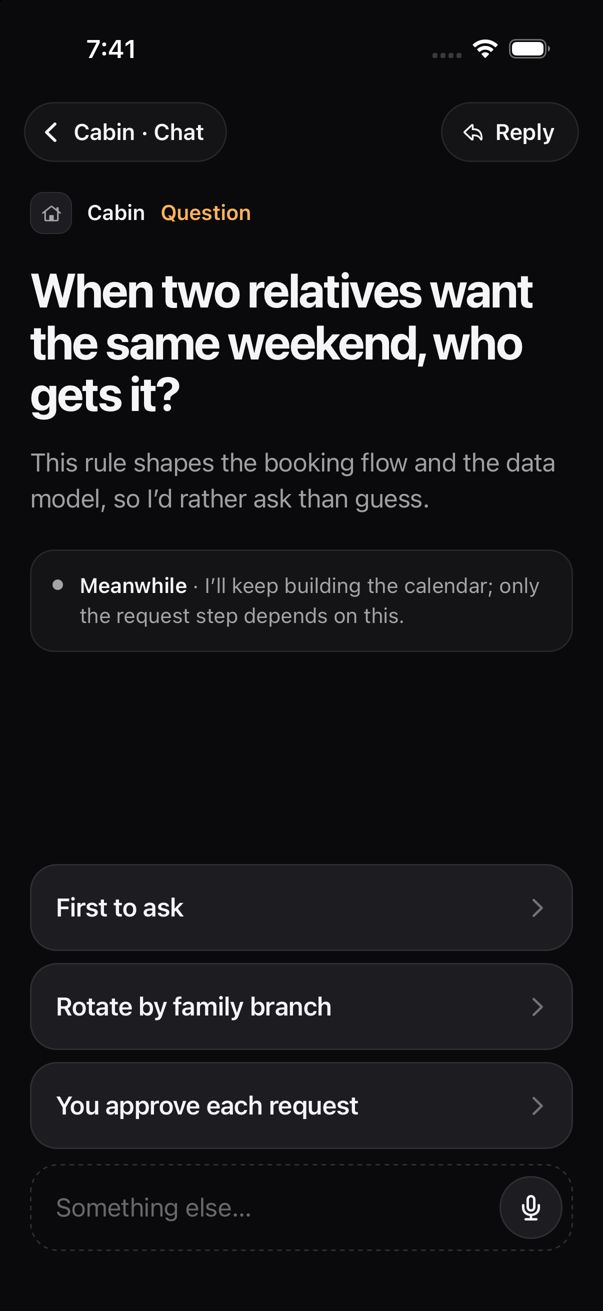 7:41
Cabin · Chat
Reply
Cabin Question
When two relatives want
the same weekend, who
gets it?
This rule shapes the booking flow and the data
model, so I’d rather ask than guess.
Meanwhile · I’ll keep building the calendar; only
the request step depends on this.
First to ask
Rotate by family branch
You approve each request
Something else...